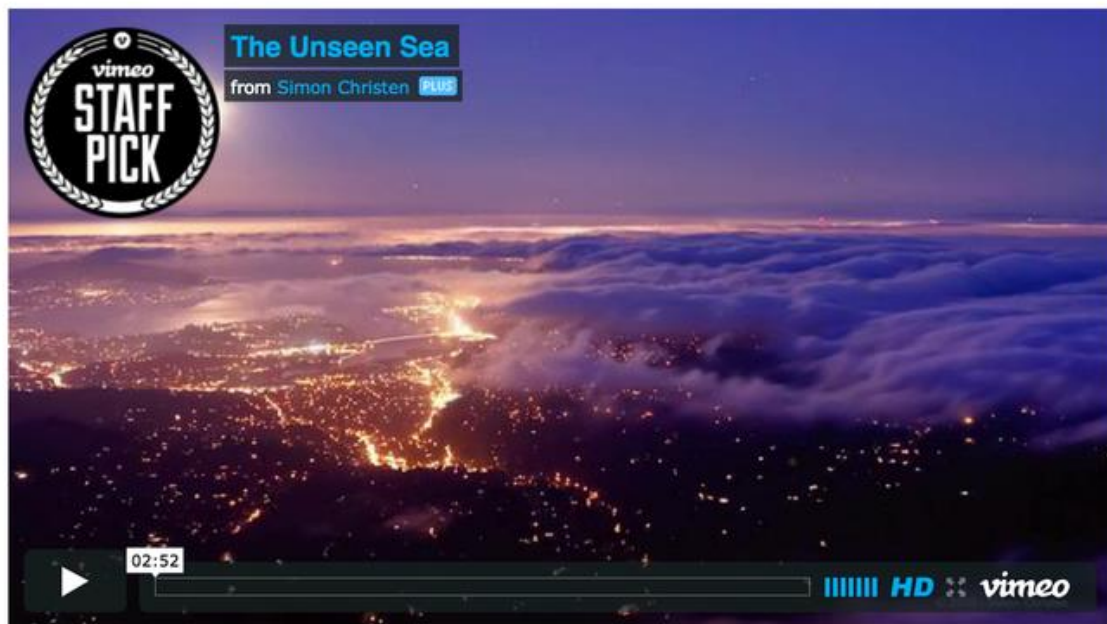 vimeo
STAFF
PICK
The Unseen Sea
from Simon Christen PLUS
02:52
HD vimeo